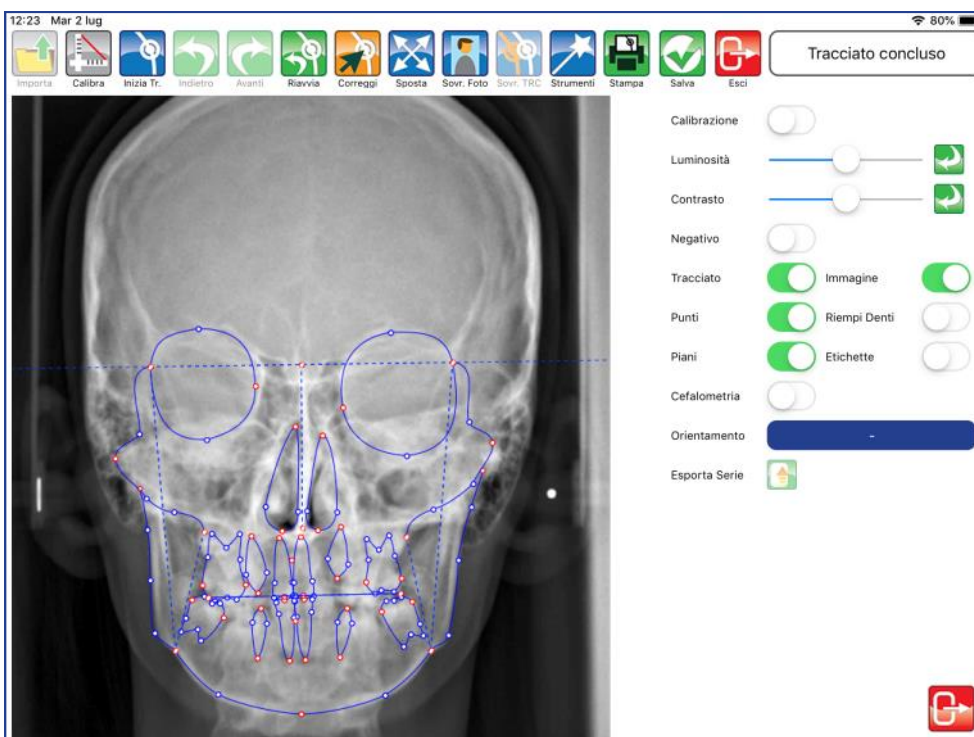 12:23 Mar 2 lug 80%
Importa Calibra Inizia Tr. Indietro Avanti Riavvia Correggi Sposta Sovr. Foto Sovr. TRC Strumenti Stampa Salva Esci
Tracciato concluso
Calibrazione
Luminosità
Contrasto
Negativo
Tracciato Immagine
Punti Riempi Denti
Piani Etichette
Cefalometria
Orientamento -
Esporta Serie